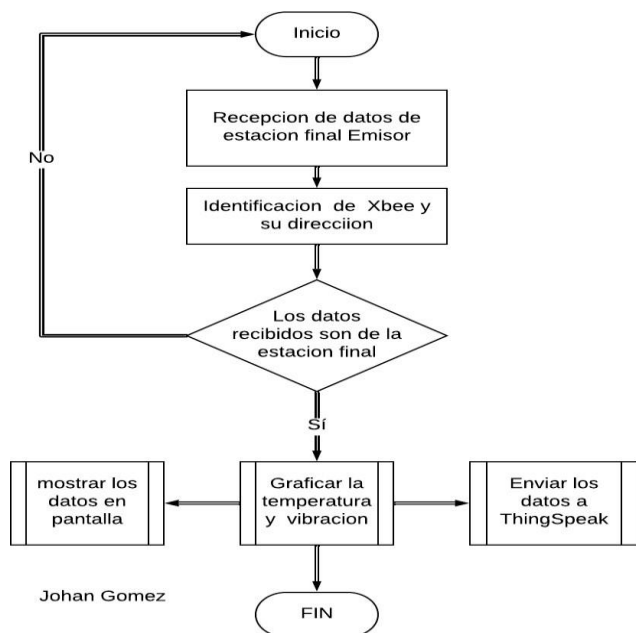 Inicio
Recepcion de datos de
estacion final Emisor
No
Identificacion de Xbee y
su direcciion
Los datos
recibidos son de la
estacion final
Sí
mostrar los
datos en
pantalla
Graficar la
temperatura
y vibracion
Enviar los
datos a
ThingSpeak
Johan Gomez
FIN